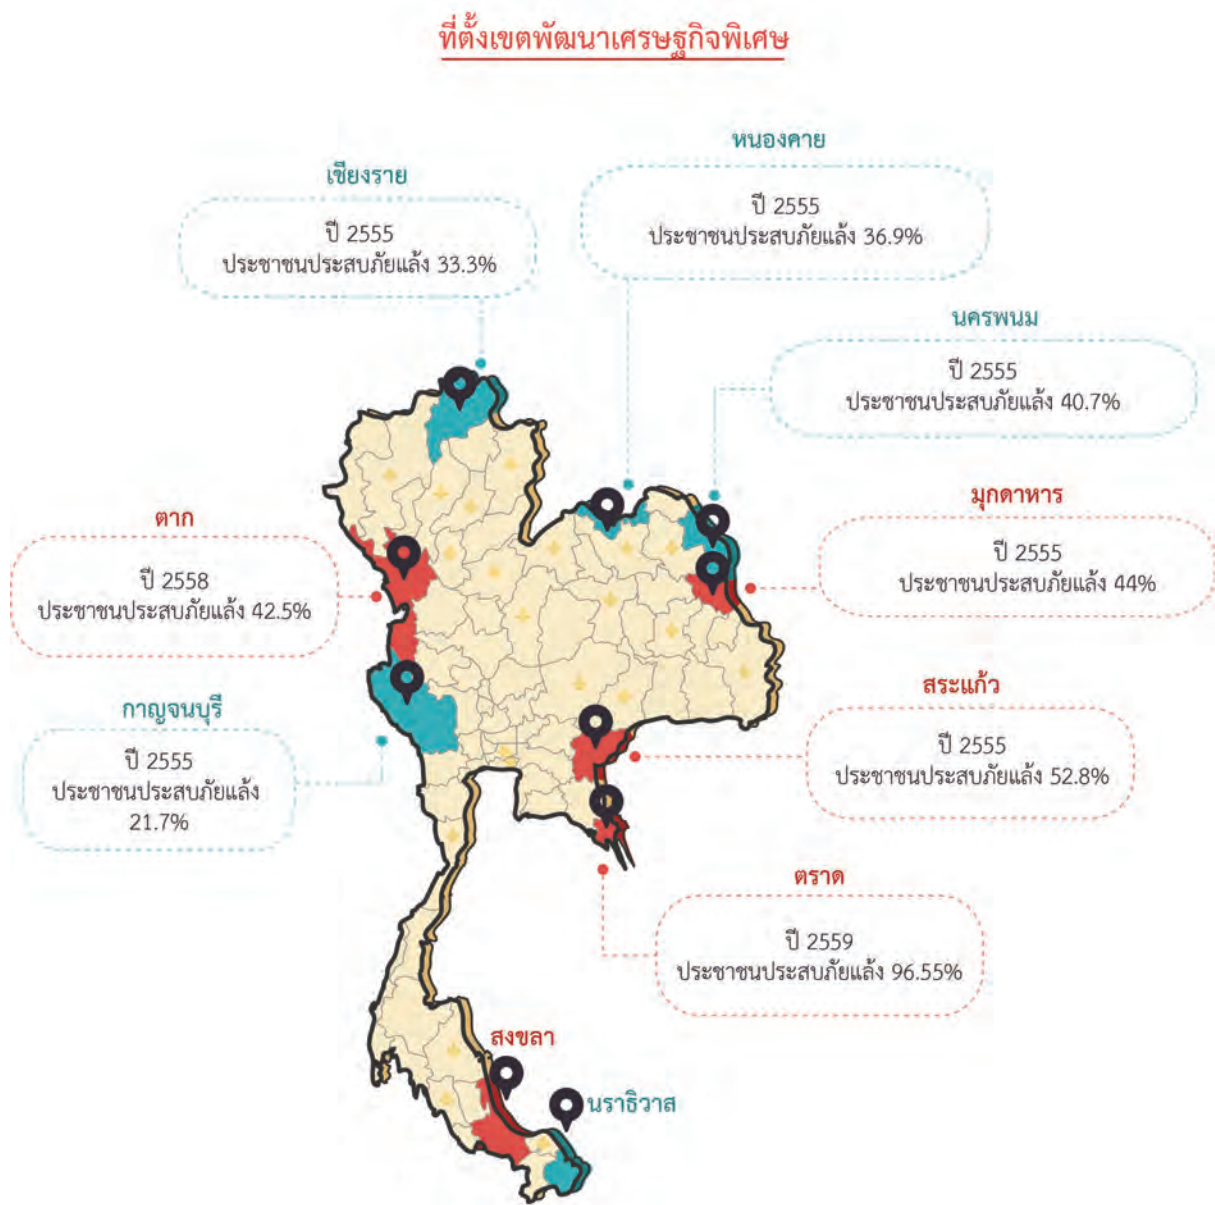 ที่ตั้งเขตพัฒนาเศรษฐกิจพิเศษ
หนองคาย
ปี 2555
ประชาชนประสบภัยแล้ง 36.9%
เชียงราย
ปี 2555
ประชาชนประสบภัยแล้ง 33.3%
นครพนม
ปี 2555
ประชาชนประสบภัยแล้ง 40.7%
มุกดาหาร
ปี 2555
ประชาชนประสบภัยแล้ง 44%
ตาก
ปี 2558
ประชาชนประสบภัยแล้ง 42.5%
สระแก้ว
ปี 2555
ประชาชนประสบภัยแล้ง 52.8%
กาญจนบุรี
ปี 2555
ประชาชนประสบภัยแล้ง
21.7%
ตราด
ปี 2559
ประชาชนประสบภัยแล้ง 96.55%
สงขลา
นราธิวาส